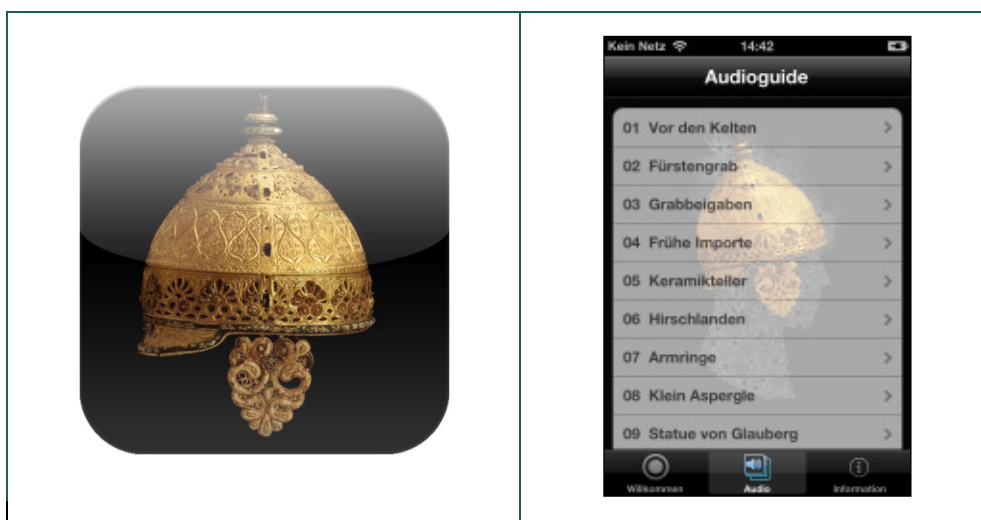 Kein Netz 14:42
Audioguide
01 Vor den Kelten
02 Fürstengrab
03 Grabbeigaben
04 Frühe Importe
05 Keramikteller
06 Hirschlanden
07 Armringe
08 Klein Aspergle
09 Statue von Glauberg
Willkommen Audio Information